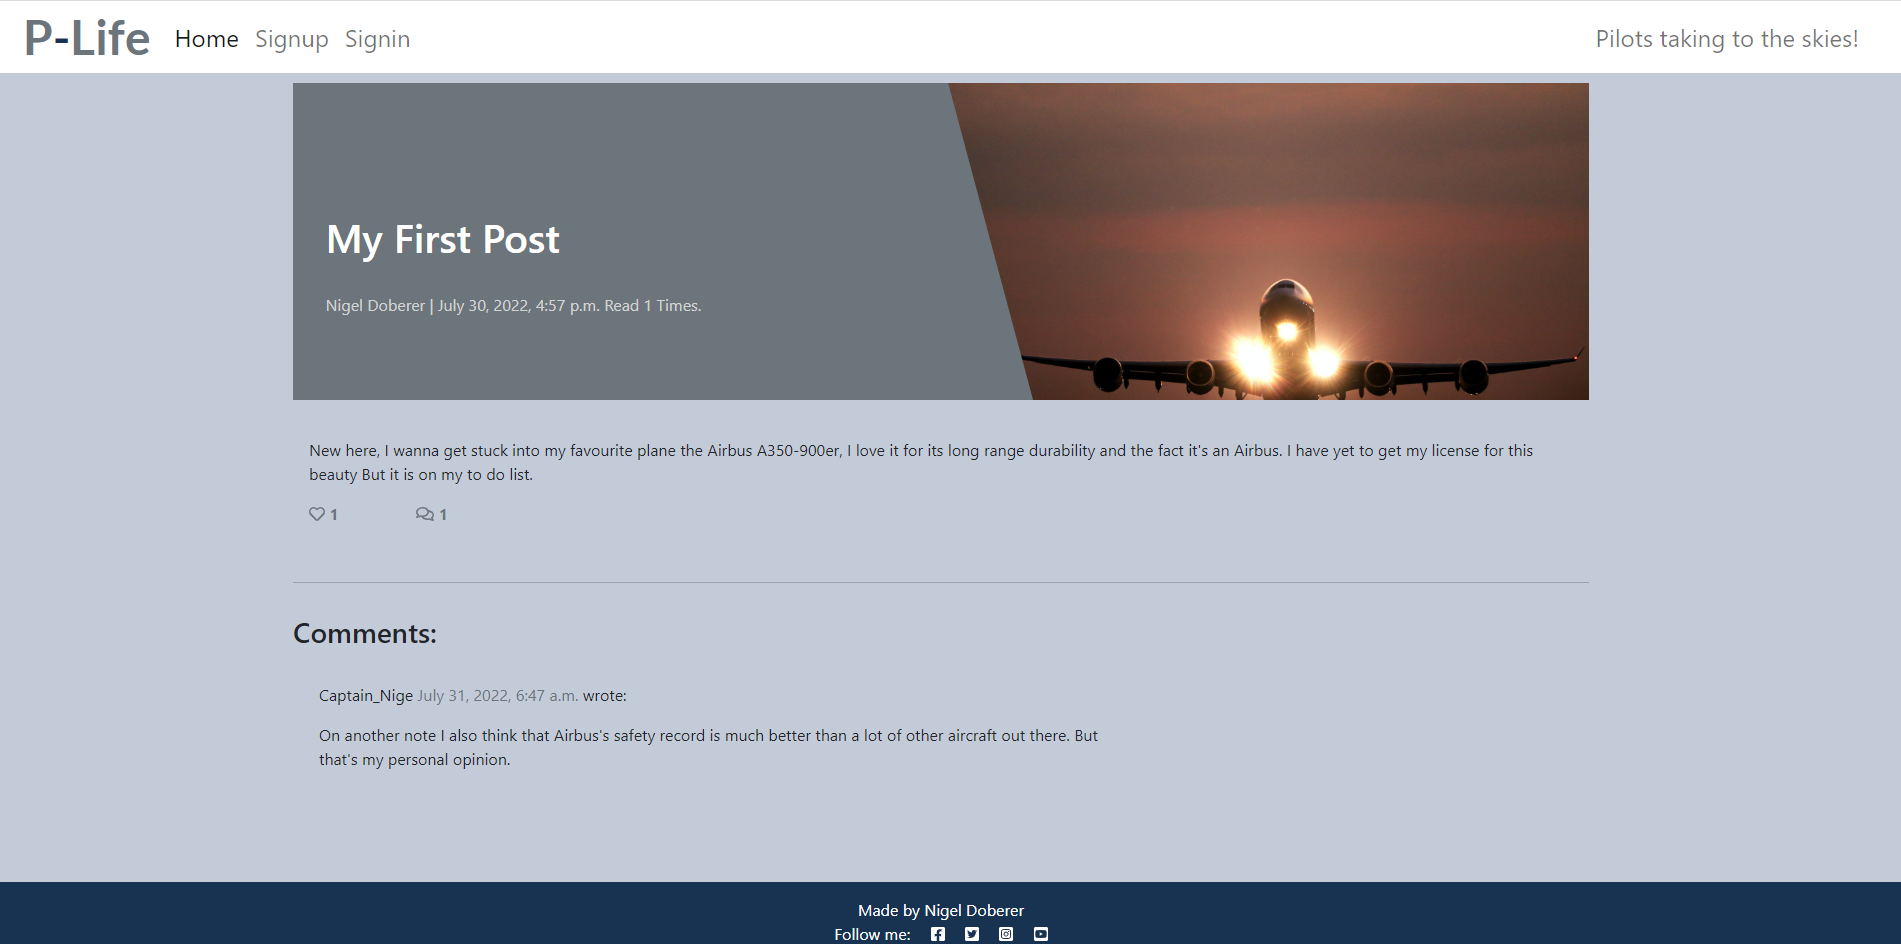 P-Life Home Signup Signin Pilots taking to the skies!
My First Post
Nigel Doberer | July 30, 2022, 4:57 p.m. Read 1 Times.
New here, I wanna get stuck into my favourite plane the Airbus A350-900er, I love it for its long range durability and the fact it's an Airbus. I have yet to get my license for this
beauty But it is on my to do list.
1 1
Comments:
Captain_Nige July 31, 2022, 6:47 a.m. wrote:
On another note I also think that Airbus's safety record is much better than a lot of other aircraft out there. But
that's my personal opinion.
Made by Nigel Doberer
Follow me: